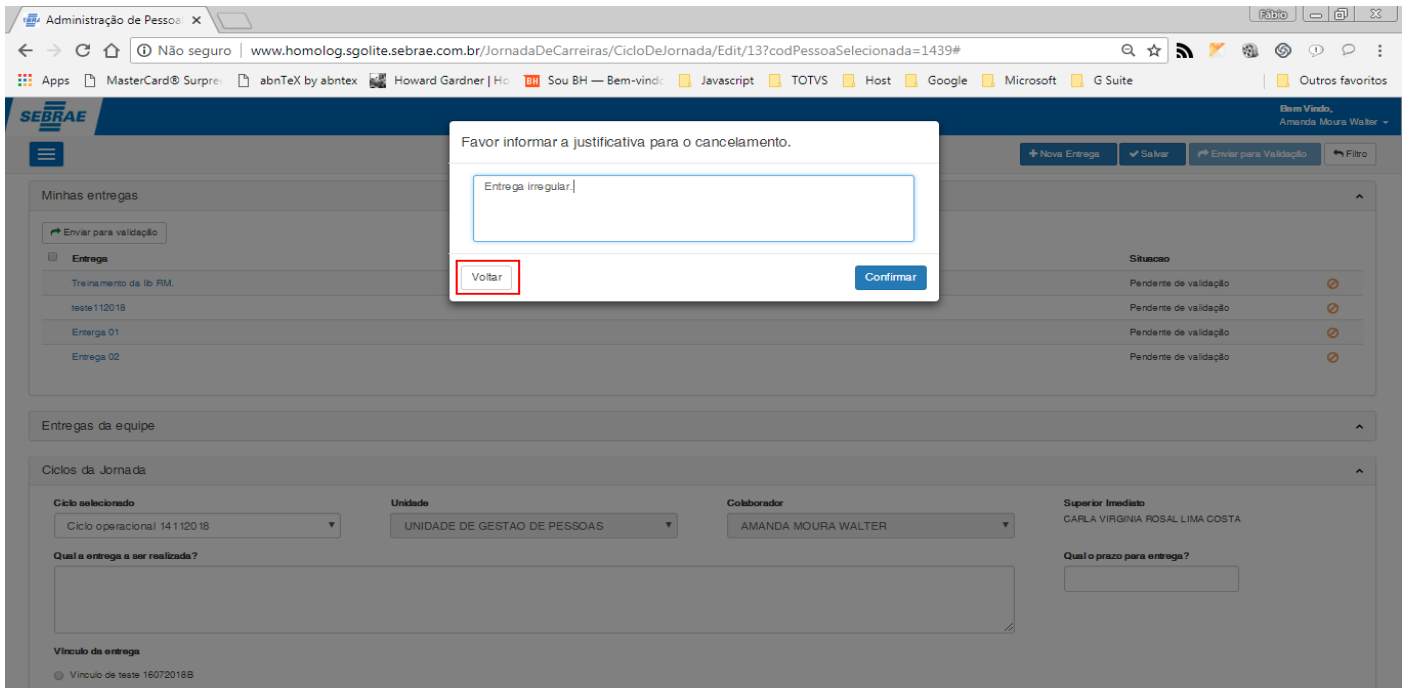 Administração de Pessoa
Fábio
Não seguro | www.homolog.sgolite.sebrae.com.br/JornadaDeCarreiras/CicloDeJornada/Edit/13?codPessoaSelecionada=1439#
Apps MasterCard® Surpree abnTeX by abntex Howard Gardner | Ho BH Sou BH — Bem-vindo Javascript TOTVS Host Google Microsoft G Suite Outros favoritos
SEBRAE
Bem Vindo,
Amanda Moura Walter
Favor informar a justificativa para o cancelamento.
Nova Entrega Salvar Enviar para Validação Filtro
Entrega irregular.
Voltar Confirmar
Minhas entregas
Enviar para validação
Entrega Situacao
Treinamento da lib RM. Pendente de validação
teste112018 Pendente de validação
Enterga 01 Pendente de validação
Entrega 02 Pendente de validação
Entregas da equipe
Ciclos da Jornada
Ciclo selecionado Unidade Colaborador Superior Imediato
Ciclo operacional 14112018 UNIDADE DE GESTAO DE PESSOAS AMANDA MOURA WALTER CARLA VIRGINIA ROSAL LIMA COSTA
Qual a entrega a ser realizada? Qual o prazo para entrega?
Vínculo da entrega
Vinculo de teste 16072018B